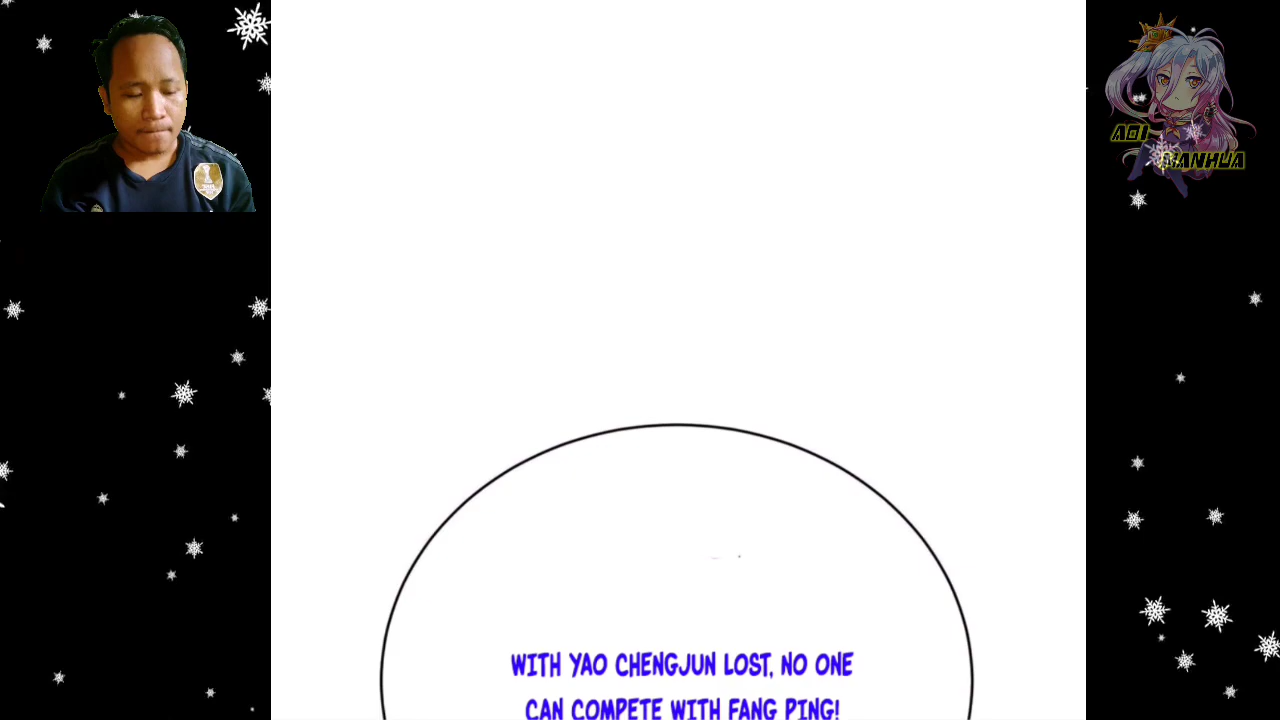 AOI
MANHUA
WITH YAO CHENGJUN LOST, NO ONE
CAN COMPETE WITH FANG PING!